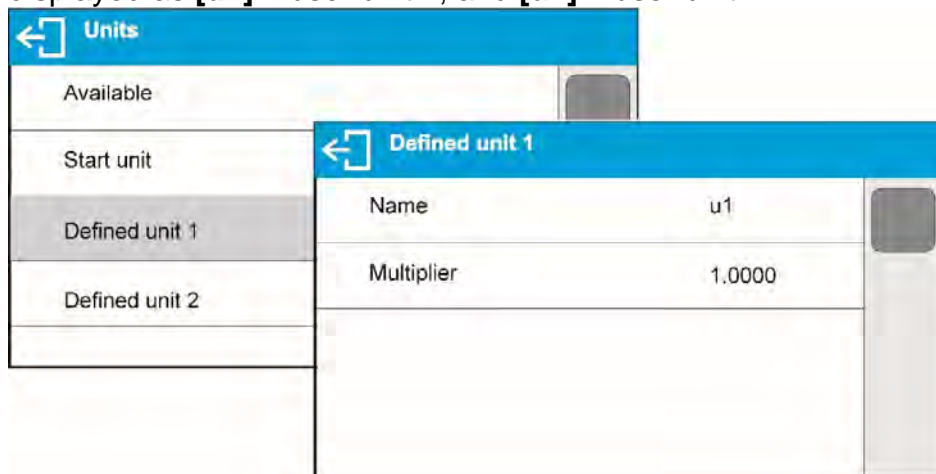 Units
Available
Start unit
Defined unit 1
Defined unit 2
Defined unit 1
Name u1
Multiplier 1.0000